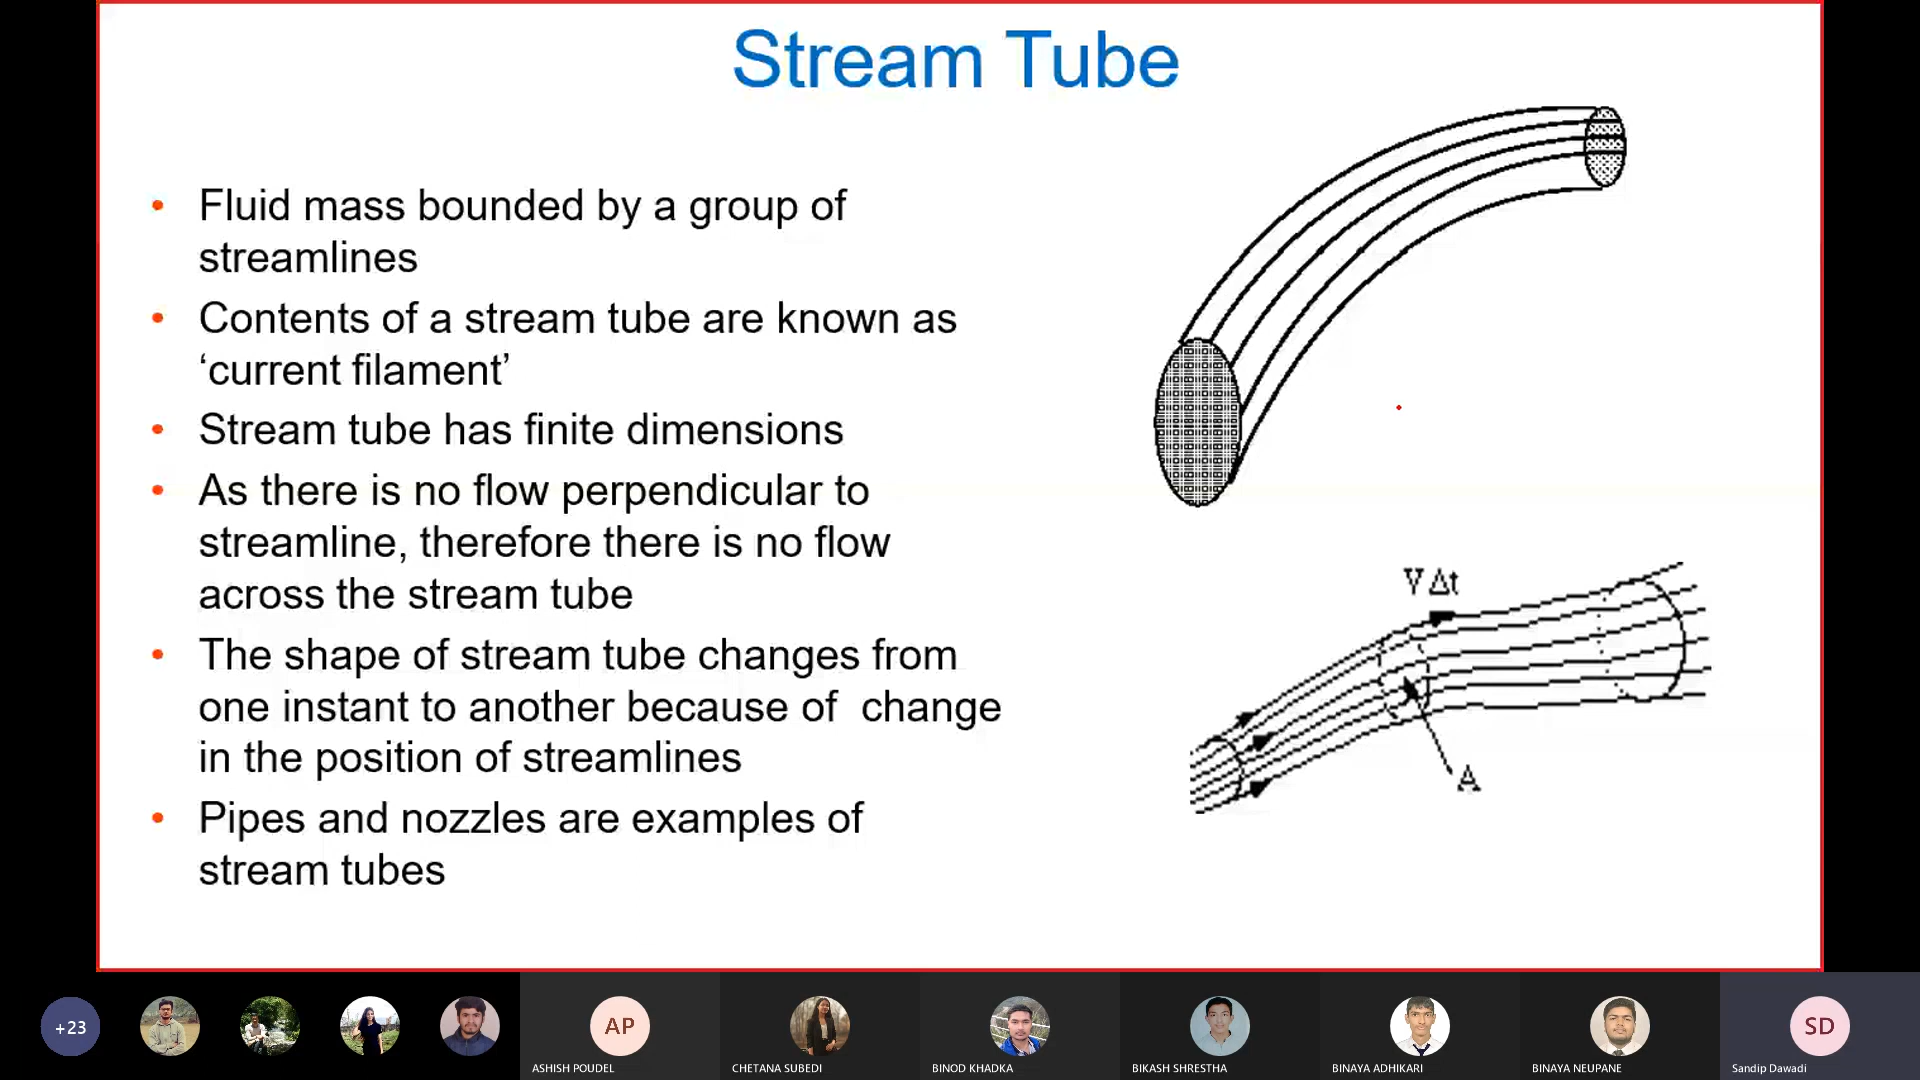 Stream Tube
• Fluid mass bounded by a group of
streamlines
• Contents of a stream tube are known as
‘current filament’
• Stream tube has finite dimensions
• As there is no flow perpendicular to
streamline, therefore there is no flow
across the stream tube
• The shape of stream tube changes from
one instant to another because of change
in the position of streamlines
• Pipes and nozzles are examples of
stream tubes
V Δt
A
+23
AP
SD
ASHISH POUDEL
CHETANA SUBEDI
BINOD KHADKA
BIKASH SHRESTHA
BINAYA ADHIKARI
BINAYA NEUPANE
Sandip Dawadi